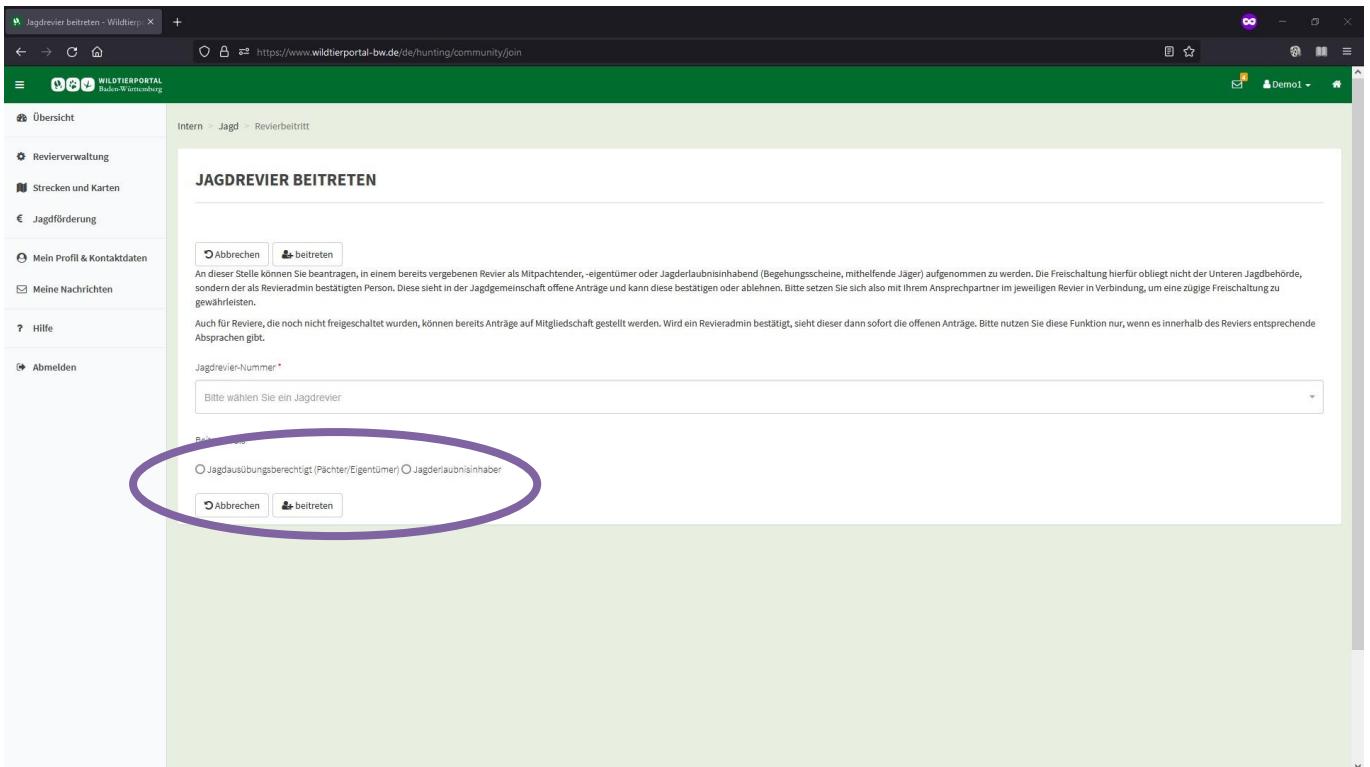 Jagdrevier beitreten - Wildtierp
https://www.wildtierportal-bw.de/de/hunting/community/join
WILDTIERPORTAL
Baden-Württemberg
4
Demo1
Übersicht
Revierverwaltung
Strecken und Karten
€ Jagdförderung
Mein Profil & Kontaktdaten
Meine Nachrichten
? Hilfe
Abmelden
Intern > Jagd > Revierbeitritt
JAGDREVIER BEITRETEN
Abbrechen beitreten
An dieser Stelle können Sie beantragen, in einem bereits vergebenen Revier als Mitpachtender, -eigentümer oder Jagderlaubnisinhabend (Begehungsscheine, mithelfende Jäger) aufgenommen zu werden. Die Freischaltung hierfür obliegt nicht der Unteren Jagdbehörde,
sondern der als Revieradmin bestätigten Person. Diese sieht in der Jagdgemeinschaft offene Anträge und kann diese bestätigen oder ablehnen. Bitte setzen Sie sich also mit Ihrem Ansprechpartner im jeweiligen Revier in Verbindung, um eine zügige Freischaltung zu
gewährleisten.
Auch für Reviere, die noch nicht freigeschaltet wurden, können bereits Anträge auf Mitgliedschaft gestellt werden. Wird ein Revieradmin bestätigt, sieht dieser dann sofort die offenen Anträge. Bitte nutzen Sie diese Funktion nur, wenn es innerhalb des Reviers entsprechende
Absprachen gibt.
Jagdrevier-Nummer *
Bitte wählen Sie ein Jagdrevier
Jagdausübungsberechtigt (Pächter/Eigentümer) Jagderlaubnisinhaber
Abbrechen beitreten